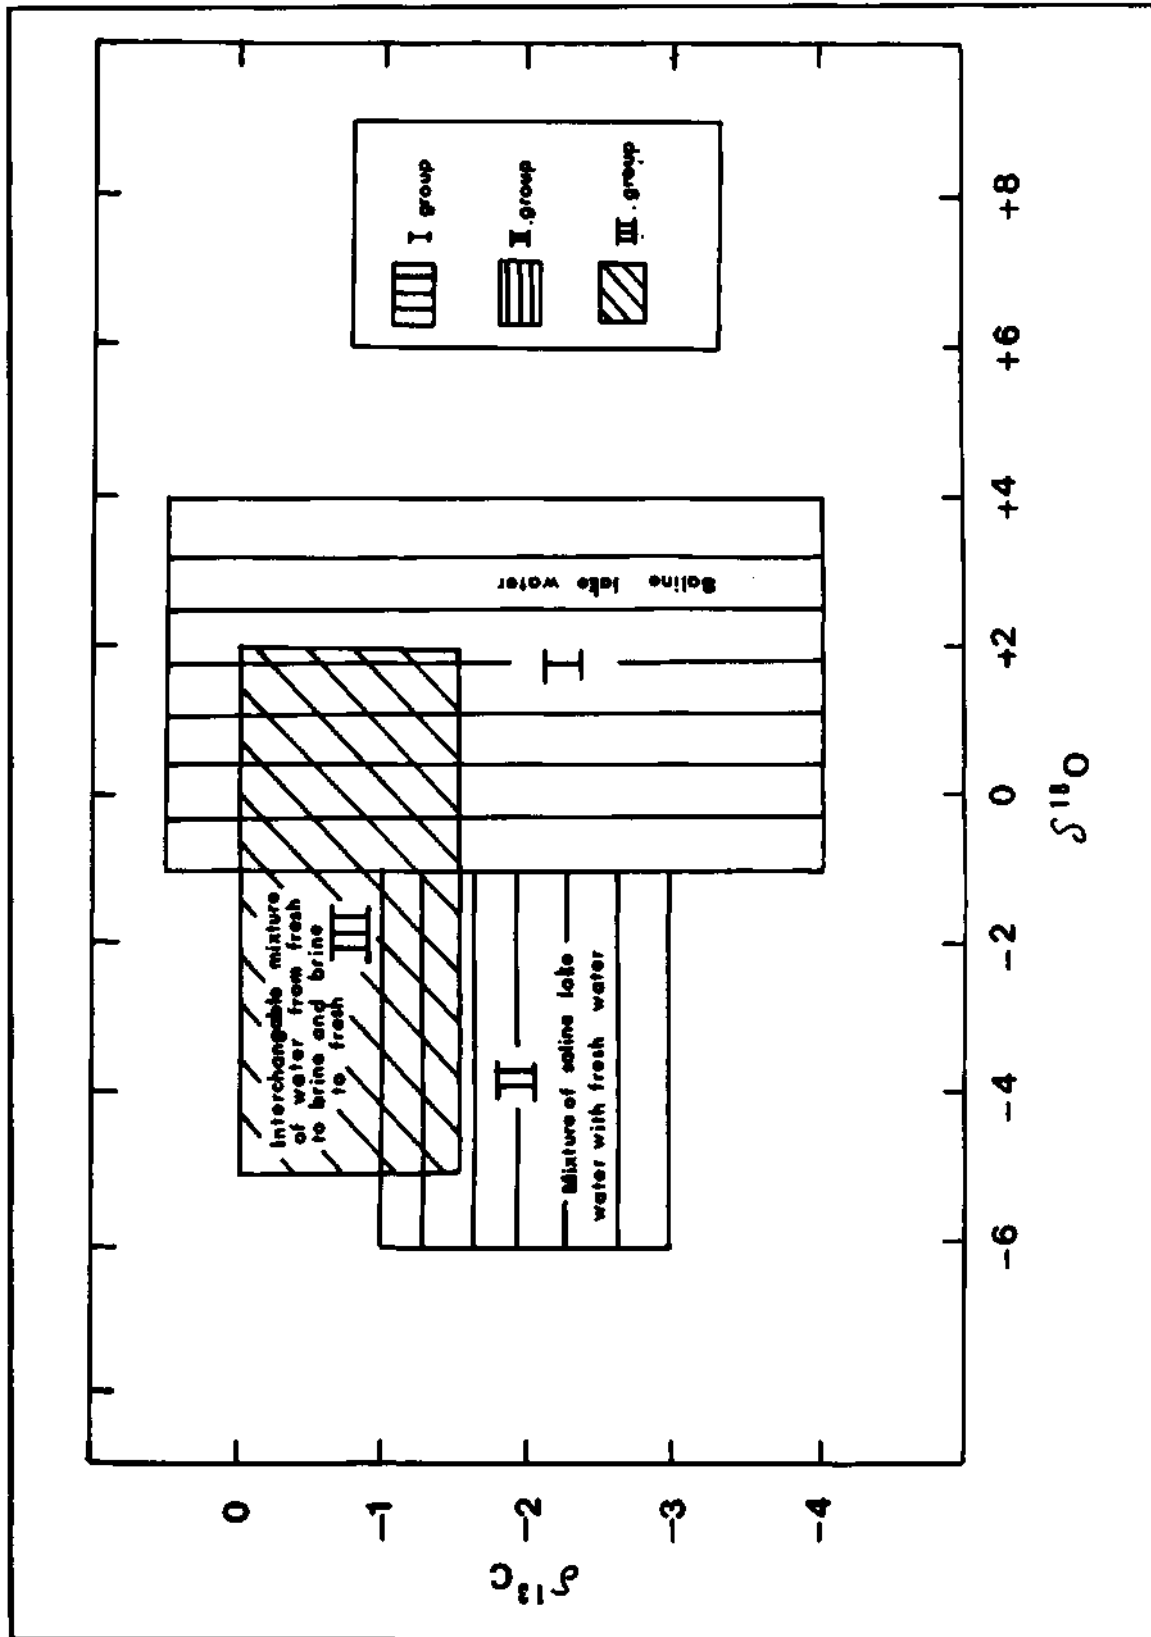 I group
II.group
III.group
Saline lake water
I
Interchangable mixture
of water from fresh
to brine and brine
to fresh
III
II
Mixture of saline lake
water with fresh water
0
-1
-2
-3
-4
δ13C
-6
-4
-2
0
+2
+4
+6
+8
δ18O